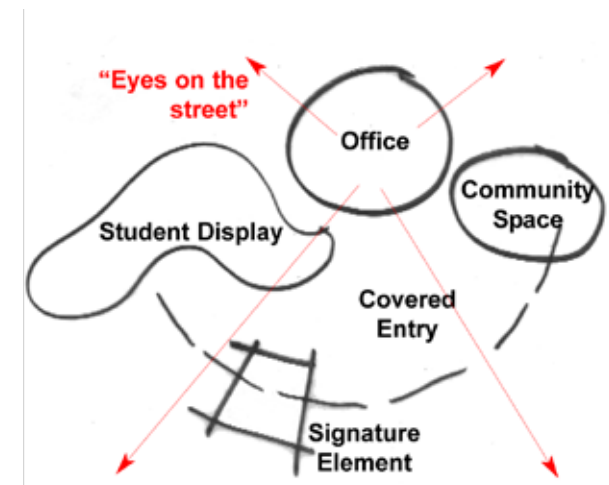 “Eyes on the
street”
Office
Community
Space
Student Display
Covered
Entry
Signature
Element